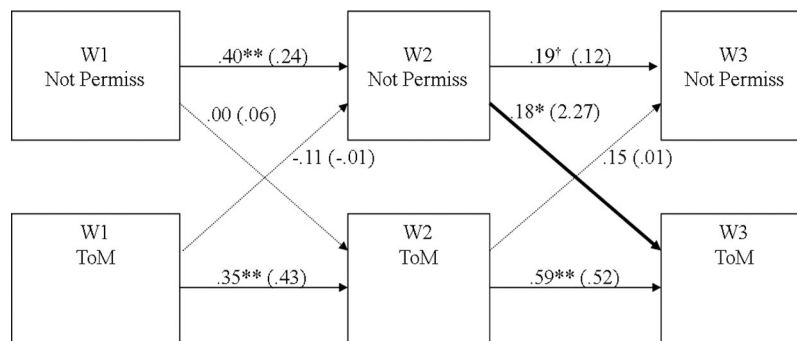 W1
Not Permiss
.40** (.24)
W2
Not Permiss
.19† (.12)
W3
Not Permiss
.00 (.06)
-.11 (-.01)
.18* (2.27)
.15 (.01)
W1
ToM
.35** (.43)
W2
ToM
.59** (.52)
W3
ToM